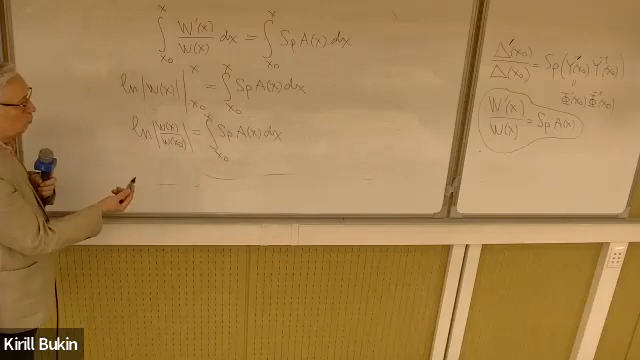 ∫_{x₀}^{x} W'(x)/W(x) dx = ∫_{x₀}^{x} Sp A(x) dx
ln|W(x)| |_{x₀}^{x} = ∫_{x₀}^{x} Sp A(x) dx
ln|W(x)/W(x₀)| = ∫_{x₀}^{x} Sp A(x) dx
Δ'(x₀)/Δ(x₀) = Sp(Y'(x₀) Y⁻¹(x₀))
"
Φ'(x₀) Φ⁻¹(x₀)
W'(x)/W(x) = Sp A(x)
Kirill Bukin